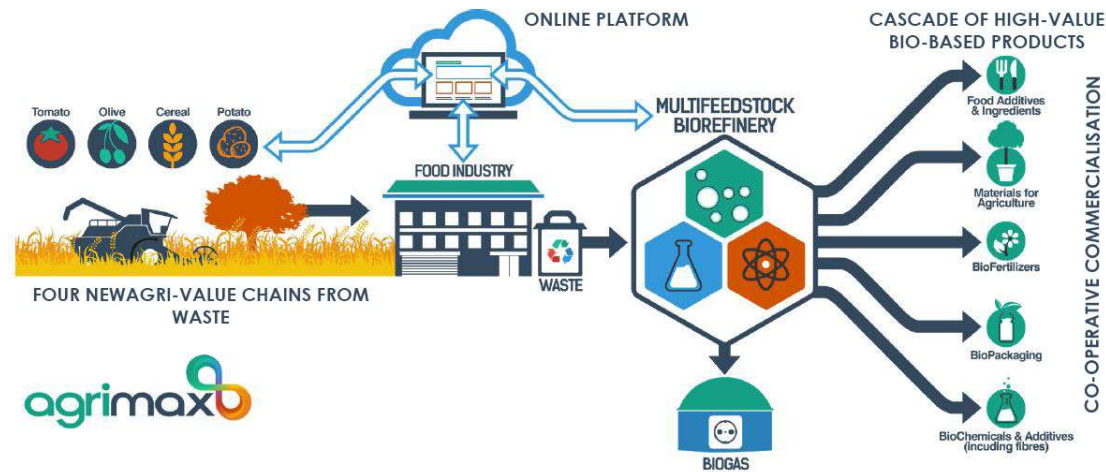 ONLINE PLATFORM
CASCADE OF HIGH-VALUE
BIO-BASED PRODUCTS
Tomato
Olive
Cereal
Potato
MULTIFEEDSTOCK
BIOREFINERY
FOOD INDUSTRY
WASTE
FOUR NEWAGRI-VALUE CHAINS FROM
WASTE
agrimax
BIOGAS
Food Additives
& Ingredients
Materials for
Agriculture
BioFertilizers
BioPackaging
BioChemicals & Additives
(incuding fibres)
CO-OPERATIVE COMMERCIALISATION